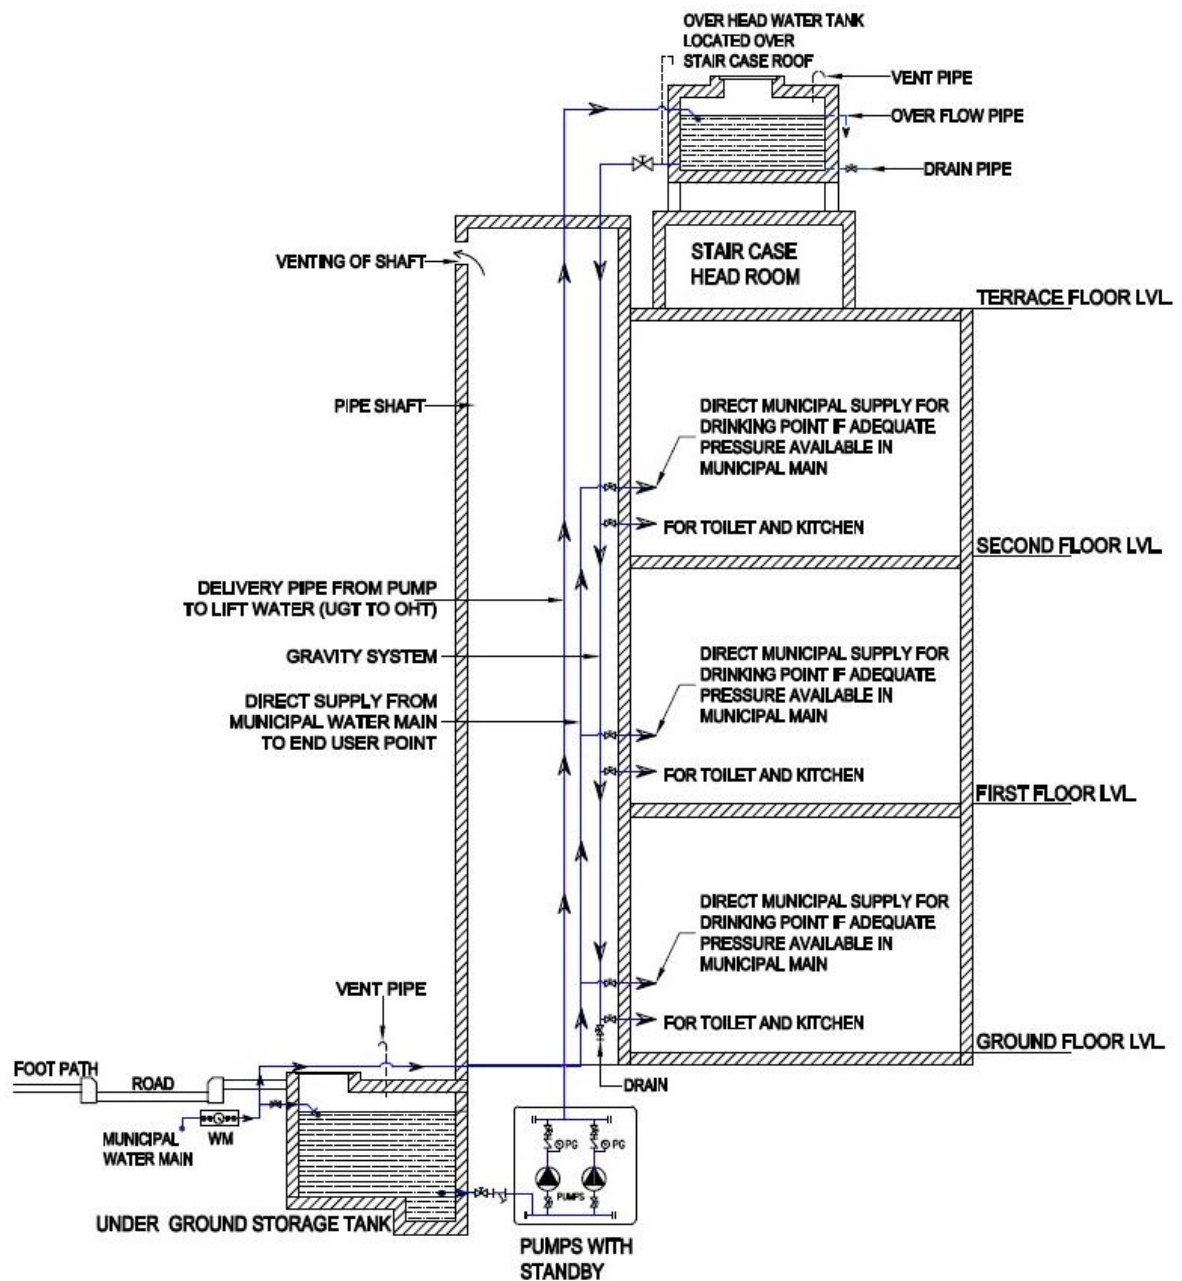 OVER HEAD WATER TANK
LOCATED OVER
STAIR CASE ROOF
VENT PIPE
OVER FLOW PIPE
DRAIN PIPE
STAIR CASE
HEAD ROOM
VENTING OF SHAFT
TERRACE FLOOR LVL.
PIPE SHAFT
DIRECT MUNICIPAL SUPPLY FOR
DRINKING POINT IF ADEQUATE
PRESSURE AVAILABLE IN
MUNICIPAL MAIN
FOR TOILET AND KITCHEN
SECOND FLOOR LVL.
DELIVERY PIPE FROM PUMP
TO LIFT WATER (UGT TO OHT)
GRAVITY SYSTEM
DIRECT SUPPLY FROM
MUNICIPAL WATER MAIN
TO END USER POINT
DIRECT MUNICIPAL SUPPLY FOR
DRINKING POINT IF ADEQUATE
PRESSURE AVAILABLE IN
MUNICIPAL MAIN
FOR TOILET AND KITCHEN
FIRST FLOOR LVL.
DIRECT MUNICIPAL SUPPLY FOR
DRINKING POINT IF ADEQUATE
PRESSURE AVAILABLE IN
MUNICIPAL MAIN
FOR TOILET AND KITCHEN
GROUND FLOOR LVL.
VENT PIPE
FOOT PATH
ROAD
DRAIN
MUNICIPAL
WATER MAIN
WM
PG
PG
PUMPS
UNDER GROUND STORAGE TANK
PUMPS WITH
STANDBY